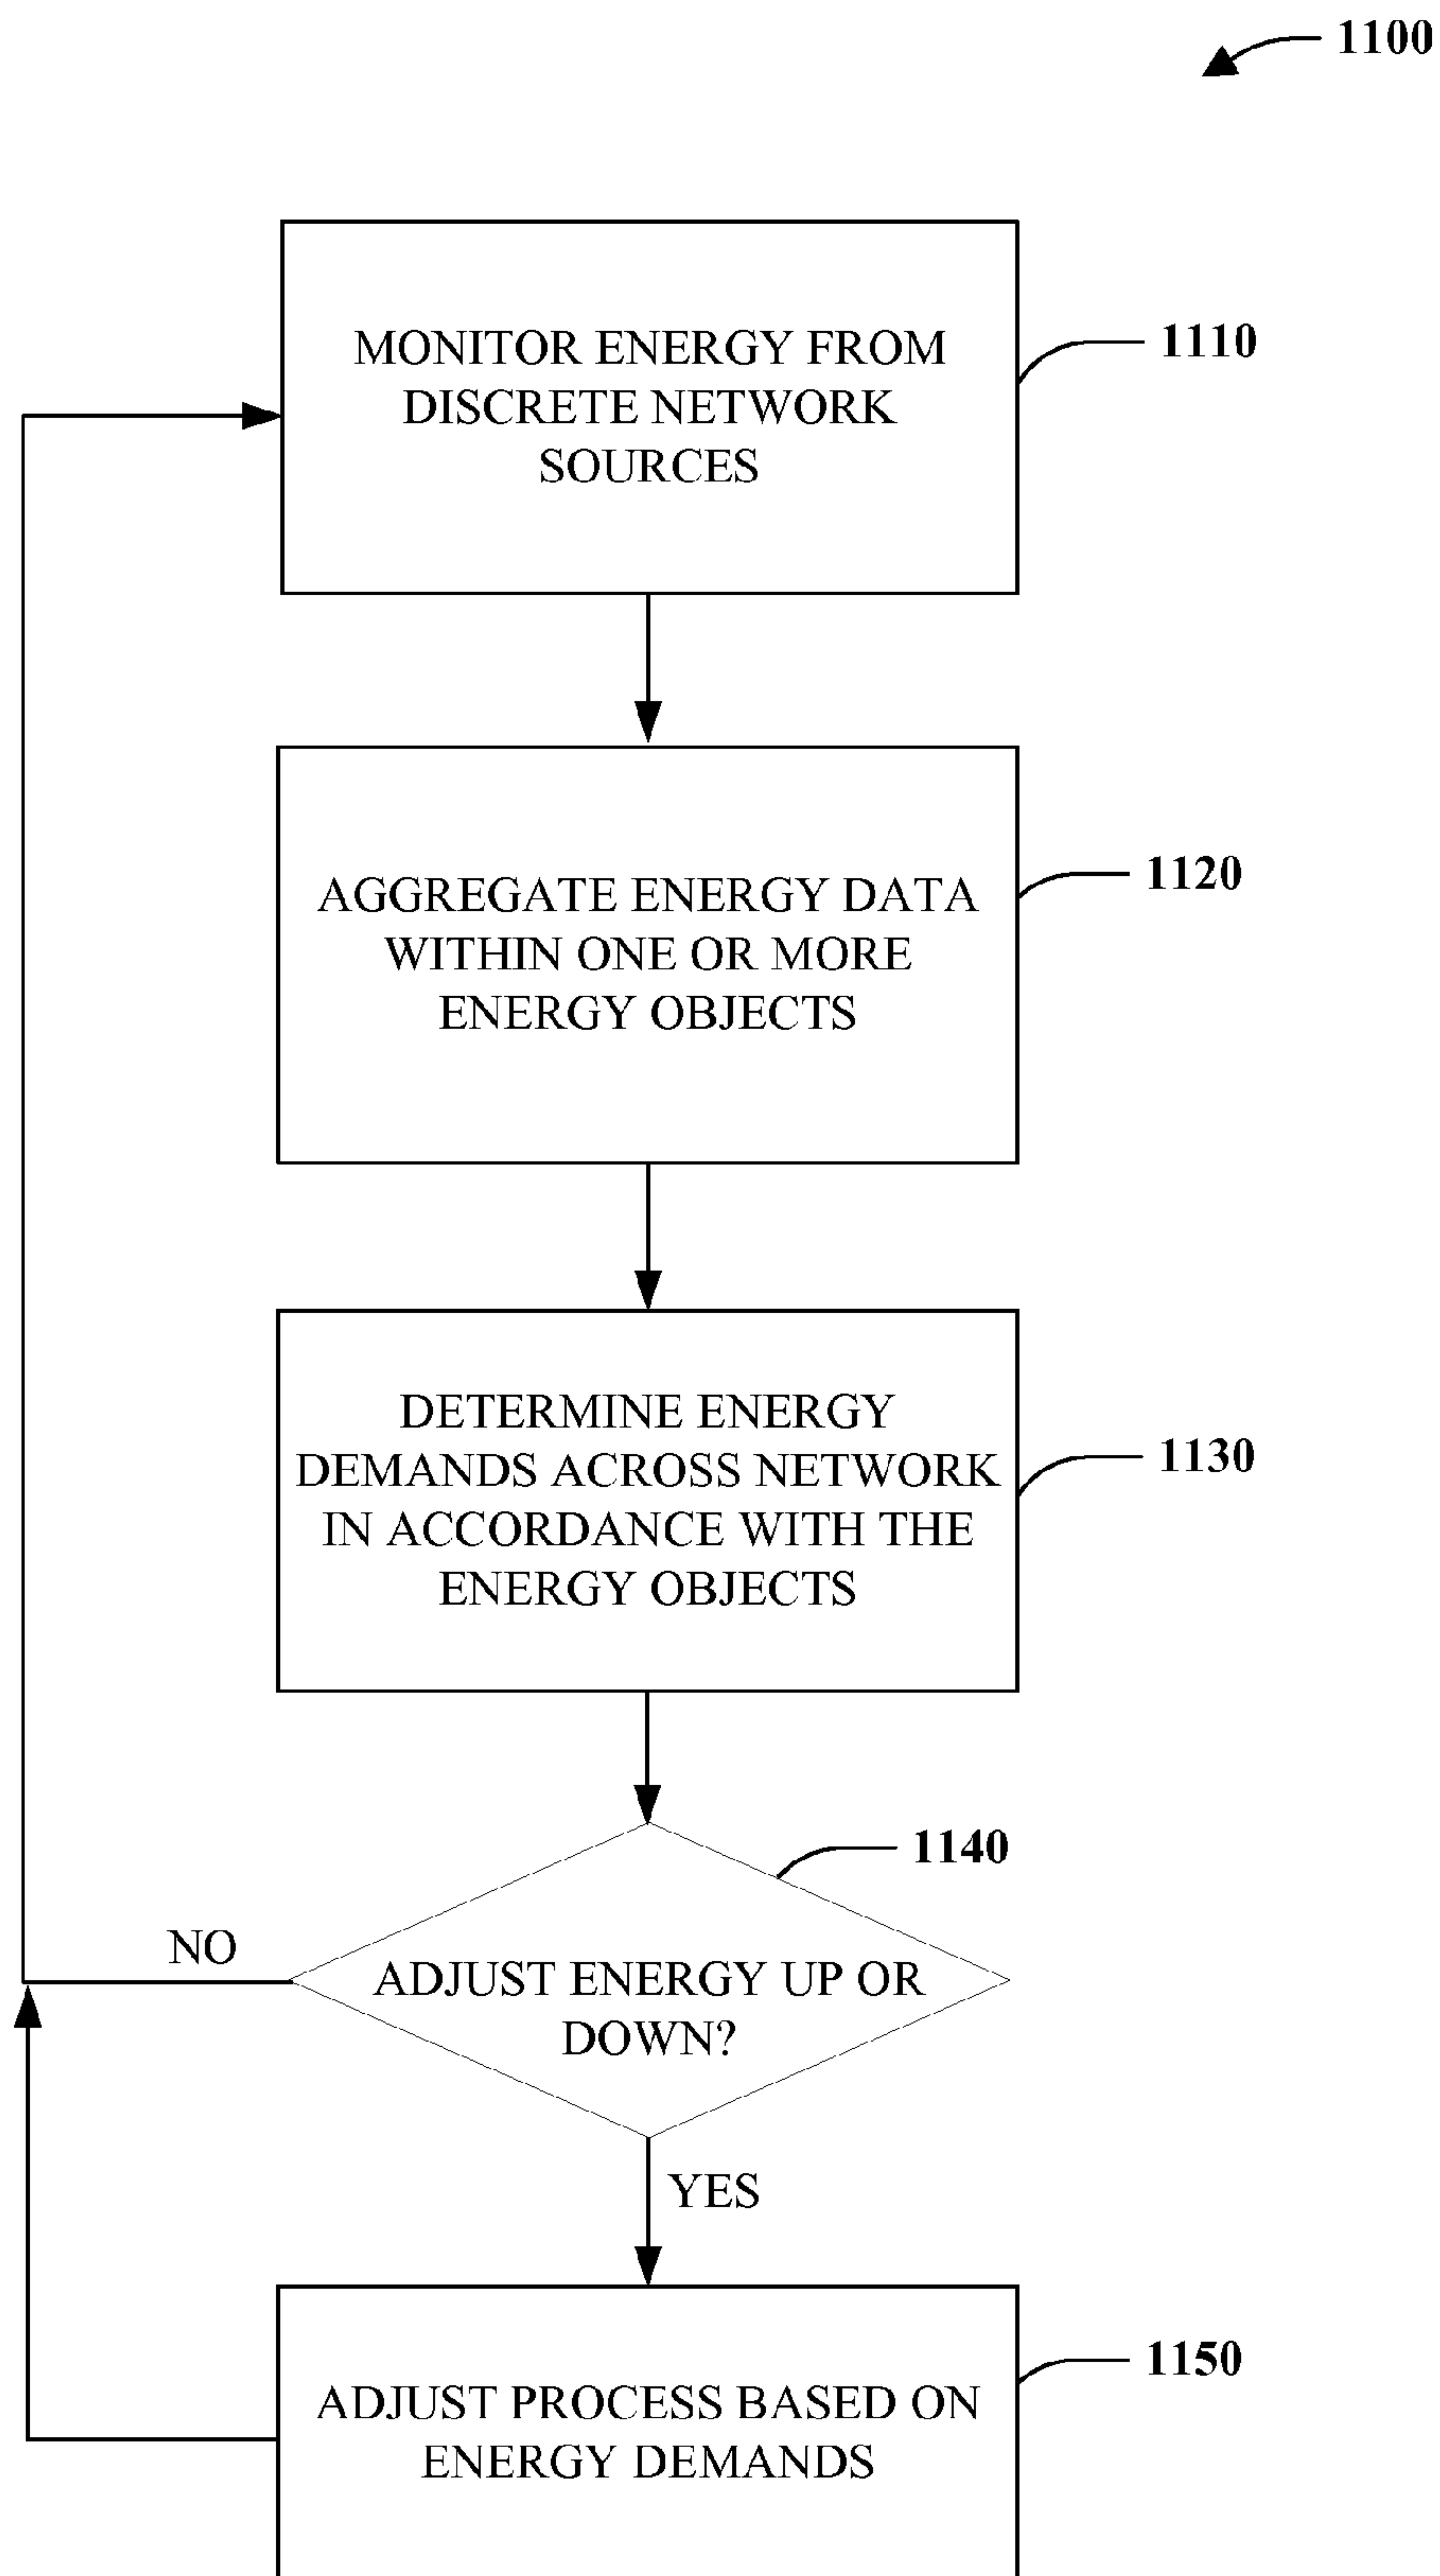 1100
MONITOR ENERGY FROM
DISCRETE NETWORK
SOURCES
1110
AGGREGATE ENERGY DATA
WITHIN ONE OR MORE
ENERGY OBJECTS
1120
DETERMINE ENERGY
DEMANDS ACROSS NETWORK
IN ACCORDANCE WITH THE
ENERGY OBJECTS
1130
1140
NO
ADJUST ENERGY UP OR
DOWN?
YES
1150
ADJUST PROCESS BASED ON
ENERGY DEMANDS